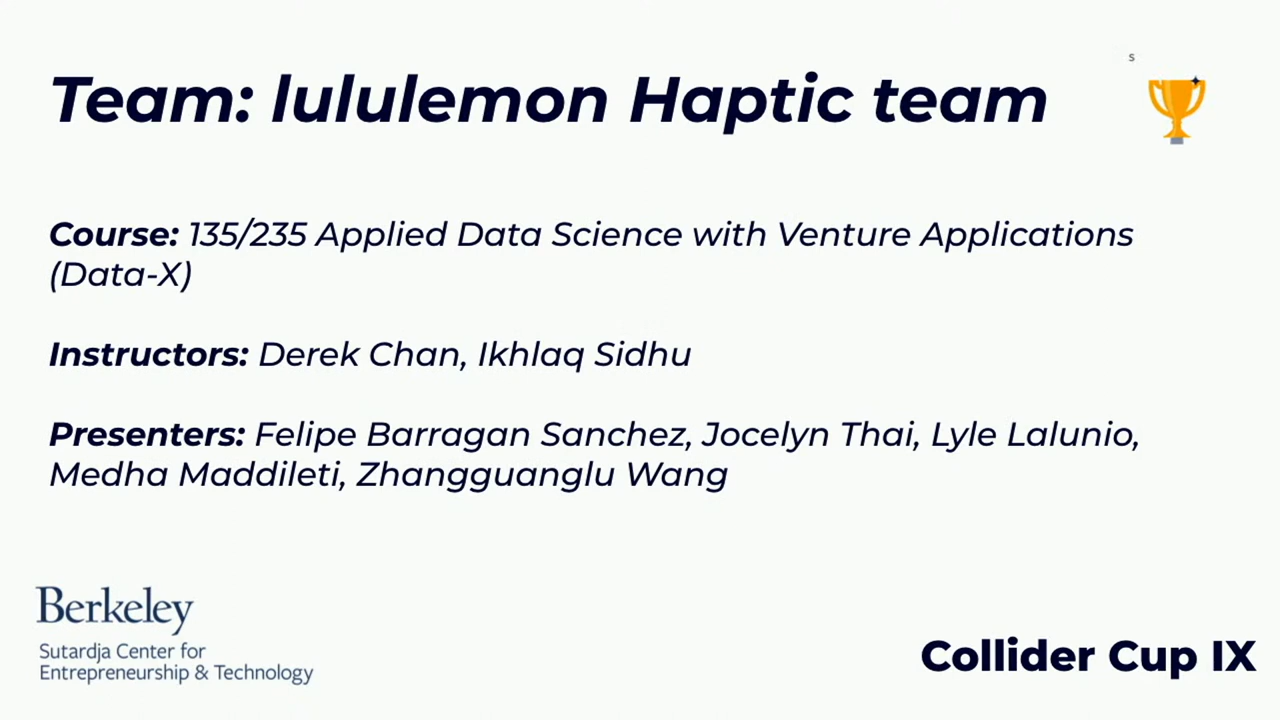 s
Team: lululemon Haptic team
Course: 135/235 Applied Data Science with Venture Applications
(Data-X)
Instructors: Derek Chan, Ikhlaq Sidhu
Presenters: Felipe Barragan Sanchez, Jocelyn Thai, Lyle Lalunio,
Medha Maddileti, Zhangguanglu Wang
Berkeley
Sutardja Center for
Entrepreneurship & Technology
Collider Cup IX